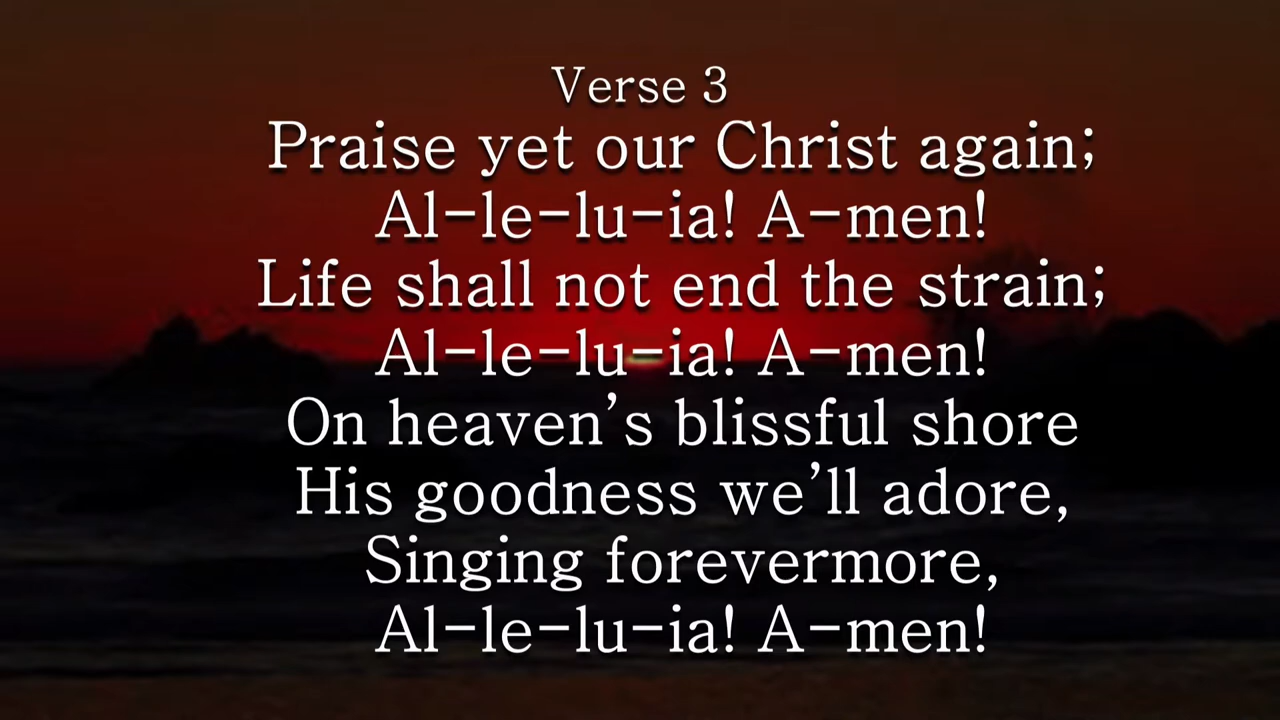 Verse 3
Praise yet our Christ again;
Al-le-lu-ia! A-men!
Life shall not end the strain;
Al-le-lu-ia! A-men!
On heaven’s blissful shore
His goodness we’ll adore,
Singing forevermore,
Al-le-lu-ia! A-men!